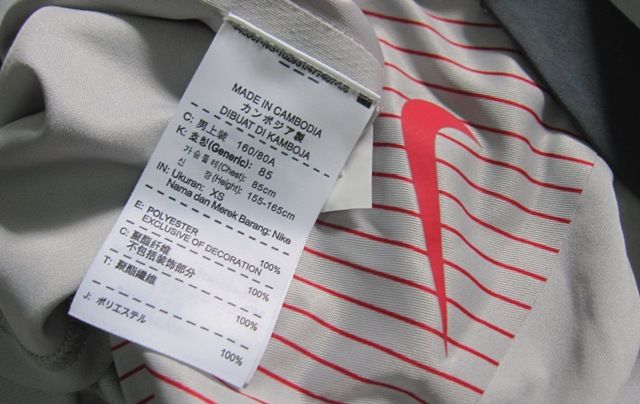 MADE IN CAMBODIA
カンボジア製
DIBUAT DI KAMBOJA
C: 男上装 160/80A
K: 호칭(Generic): 85
가슴둘레(Chest): 85cm
신 장(Height): 155-165cm
IN: Ukuran: XS
Nama dan Merek Barang: Nike
E: POLYESTER 100%
EXCLUSIVE OF DECORATION
C: 聚酯纤维 100%
不包括装饰部分
T: 聚酯纖維 100%
J: ポリエステル 100%